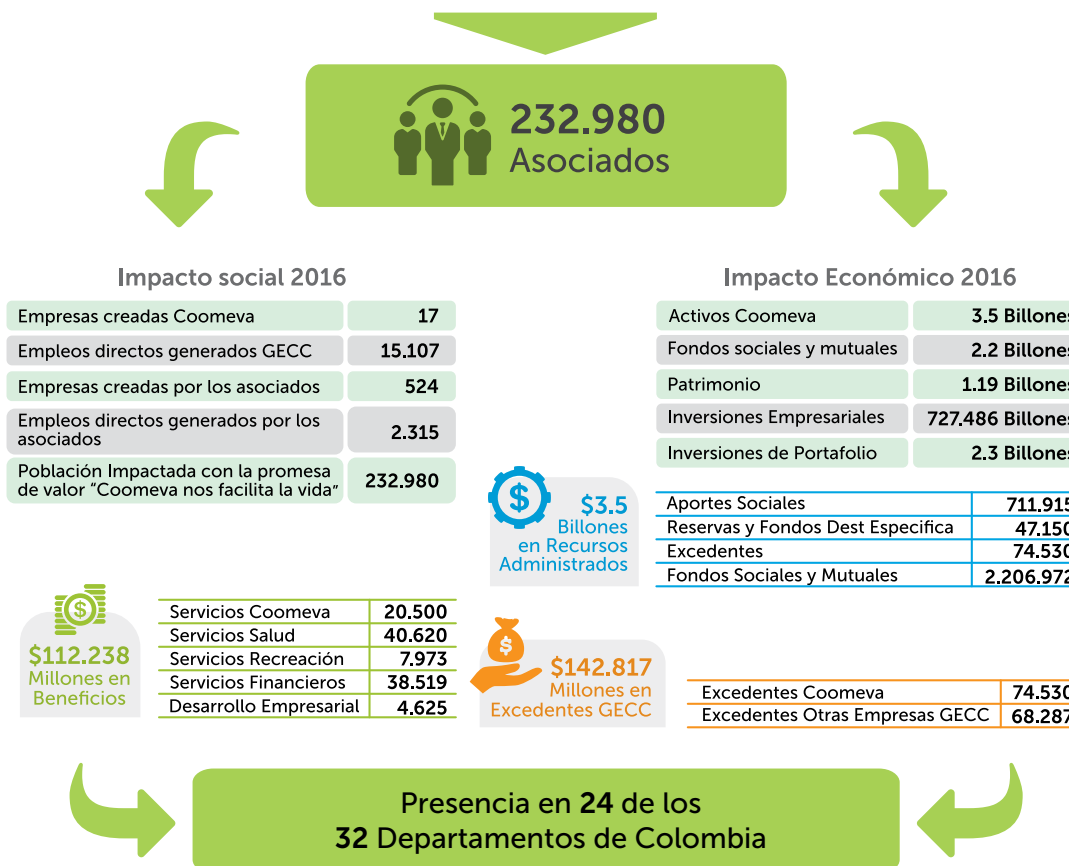 232.980
Asociados
Impacto social 2016
Empresas creadas Coomeva 17
Empleos directos generados GECC 15.107
Empresas creadas por los asociados 524
Empleos directos generados por los
asociados 2.315
Población Impactada con la promesa
de valor “Coomeva nos facilita la vida” 232.980
Impacto Económico 2016
Activos Coomeva 3.5 Billones
Fondos sociales y mutuales 2.2 Billones
Patrimonio 1.19 Billones
Inversiones Empresariales 727.486 Billones
Inversiones de Portafolio 2.3 Billones
$
$3.5
Billones
en Recursos
Administrados
Aportes Sociales 711.915
Reservas y Fondos Dest Especifica 47.150
Excedentes 74.530
Fondos Sociales y Mutuales 2.206.972
$
$112.238
Millones en
Beneficios
Servicios Coomeva 20.500
Servicios Salud 40.620
Servicios Recreación 7.973
Servicios Financieros 38.519
Desarrollo Empresarial 4.625
$
$142.817
Millones en
Excedentes GECC
Excedentes Coomeva 74.530
Excedentes Otras Empresas GECC 68.287
Presencia en 24 de los
32 Departamentos de Colombia